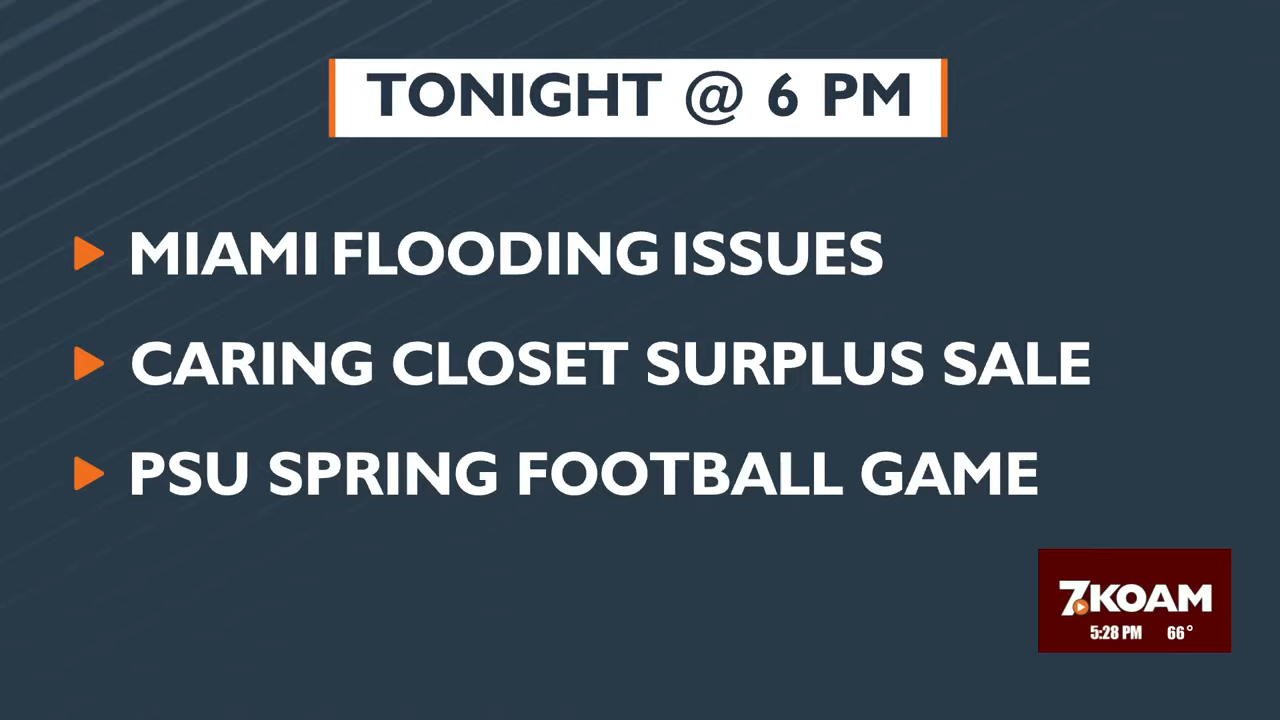 TONIGHT @ 6 PM
MIAMI FLOODING ISSUES
CARING CLOSET SURPLUS SALE
PSU SPRING FOOTBALL GAME
7KOAM
5:28 PM 66°